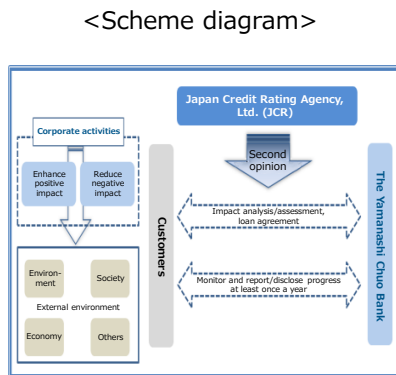 <Scheme diagram>
Japan Credit Rating Agency,
Ltd. (JCR)
Corporate activities
Second
opinion
Enhance
positive
impact
Reduce
negative
impact
Customers
Impact analysis/assessment,
loan agreement
The Yamanashi Chuo Bank
Environ-
ment
Society
Monitor and report/disclose progress
at least once a year
External environment
Economy
Others